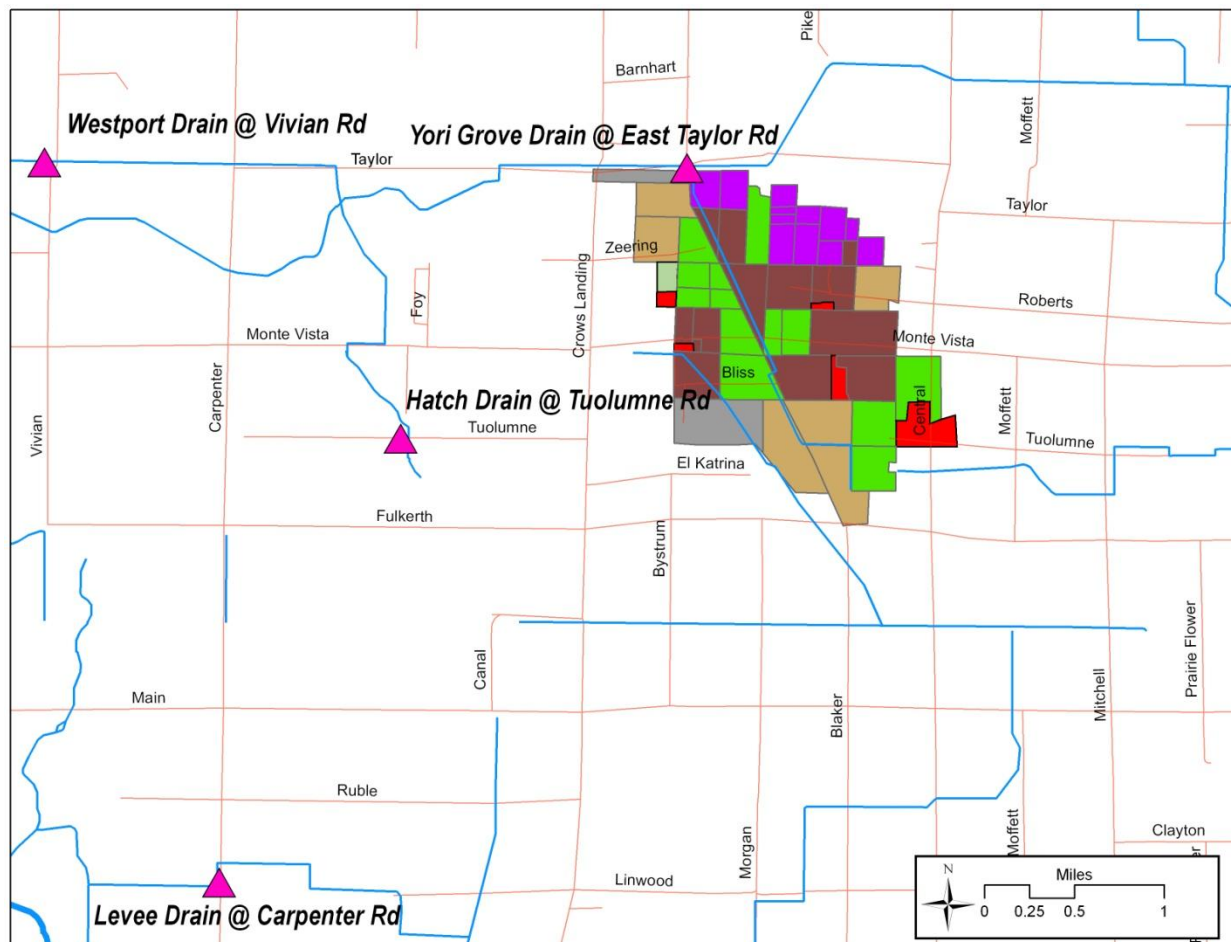 Pike
Barnhart
Westport Drain @ Vivian Rd
Yori Grove Drain @ East Taylor Rd
Moffett
Taylor
Taylor
Zeering
Crows Landing
Foy
Roberts
Monte Vista
Monte Vista
Carpenter
Bliss
Central
Moffett
Hatch Drain @ Tuolumne Rd
Vivian
Tuolumne
Tuolumne
El Katrina
Fulkerth
Bystrum
Canal
Prairie Flower
Main
Blaker
Mitchell
Ruble
Morgan
Moffett
Clayton
Linwood
Levee Drain @ Carpenter Rd
N
Miles
0 0.25 0.5 1